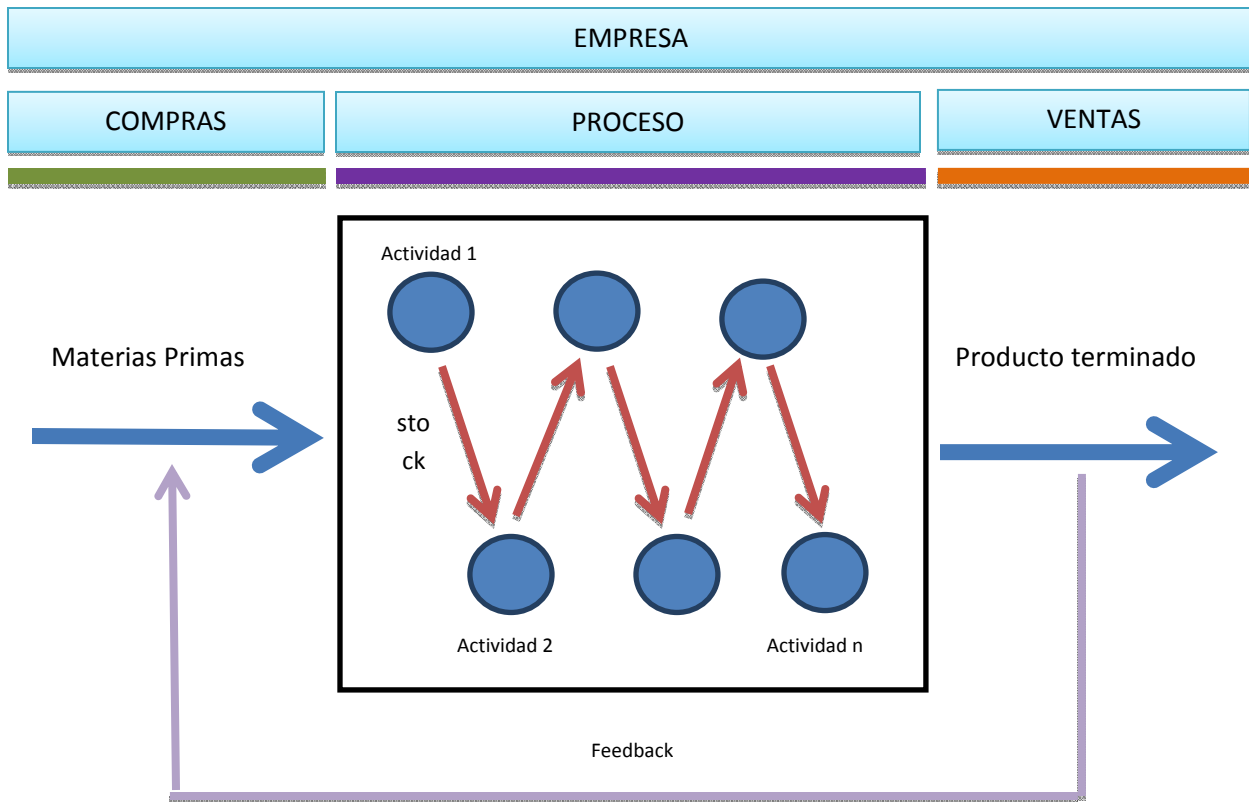 EMPRESA
COMPRAS
PROCESO
VENTAS
Actividad 1
Materias Primas
Producto terminado
sto
ck
Actividad 2
Actividad n
Feedback